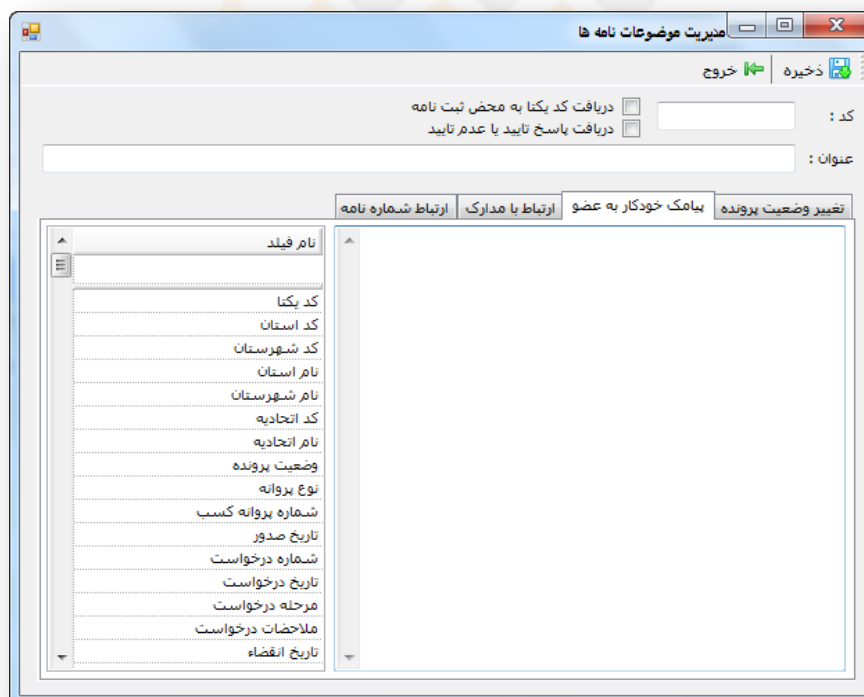 مدیریت موضوعات نامه ها
ذخیره خروج
کد :
دریافت کد یکتا به محض ثبت نامه
دریافت پاسخ تایید یا عدم تایید
عنوان :
تغییر وضعیت پرونده پیامک خودکار به عضو ارتباط با مدارک ارتباط شماره نامه
نام فیلد
کد یکتا
کد استان
کد شهرستان
نام استان
نام شهرستان
کد اتحادیه
نام اتحادیه
وضعیت پرونده
نوع پروانه
شماره پروانه کسب
تاریخ صدور
شماره درخواست
تاریخ درخواست
مرحله درخواست
ملاحضات درخواست
تاریخ انقضاء